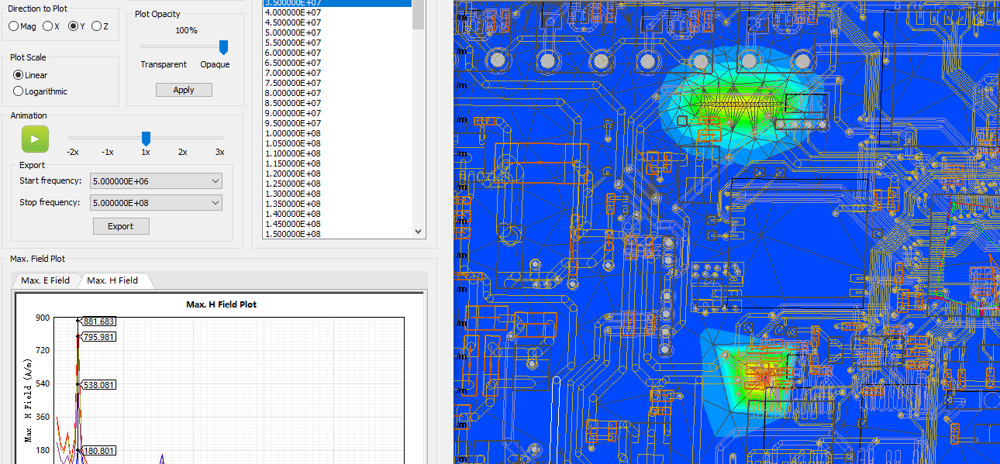 Direction to Plot
Mag X Y Z
Plot Scale
Linear
Logarithmic
Plot Opacity
100%
Transparent Opaque
Apply
Animation
-2x -1x 1x 2x 3x
Export
Start frequency: 5.000000E+06
Stop frequency: 5.000000E+08
Export
3.500000E+07
4.000000E+07
4.500000E+07
5.000000E+07
5.500000E+07
6.000000E+07
6.500000E+07
7.000000E+07
7.500000E+07
8.000000E+07
8.500000E+07
9.000000E+07
9.500000E+07
1.000000E+08
1.050000E+08
1.100000E+08
1.150000E+08
1.200000E+08
1.250000E+08
1.300000E+08
1.350000E+08
1.400000E+08
1.450000E+08
1.500000E+08
Max. Field Plot
Max. E Field Max. H Field
Max. H Field Plot
Max. H Field (A/m)
900
720
540
360
180
881.683
795.981
538.081
180.801
/m
/m
/m
/m
/m
/m
/m
/m
/m
/m
/m
/m
/m